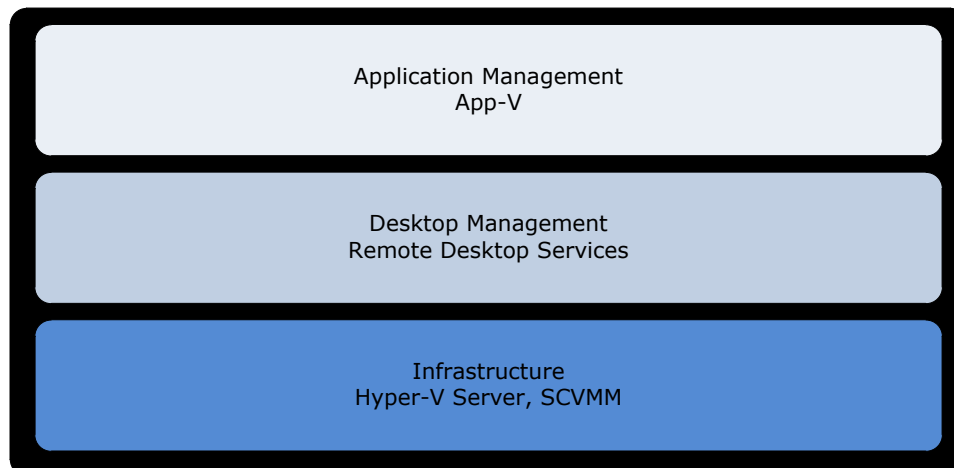 Application Management
App-V
Desktop Management
Remote Desktop Services
Infrastructure
Hyper-V Server, SCVMM